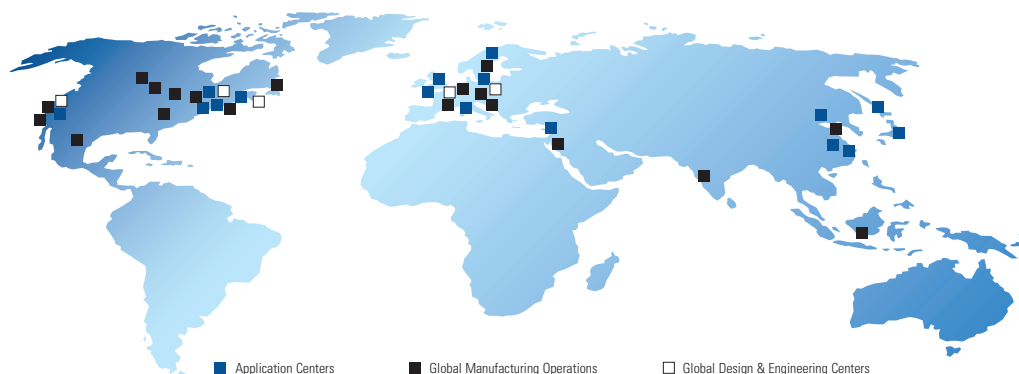 Application Centers
Global Manufacturing Operations
Global Design & Engineering Centers